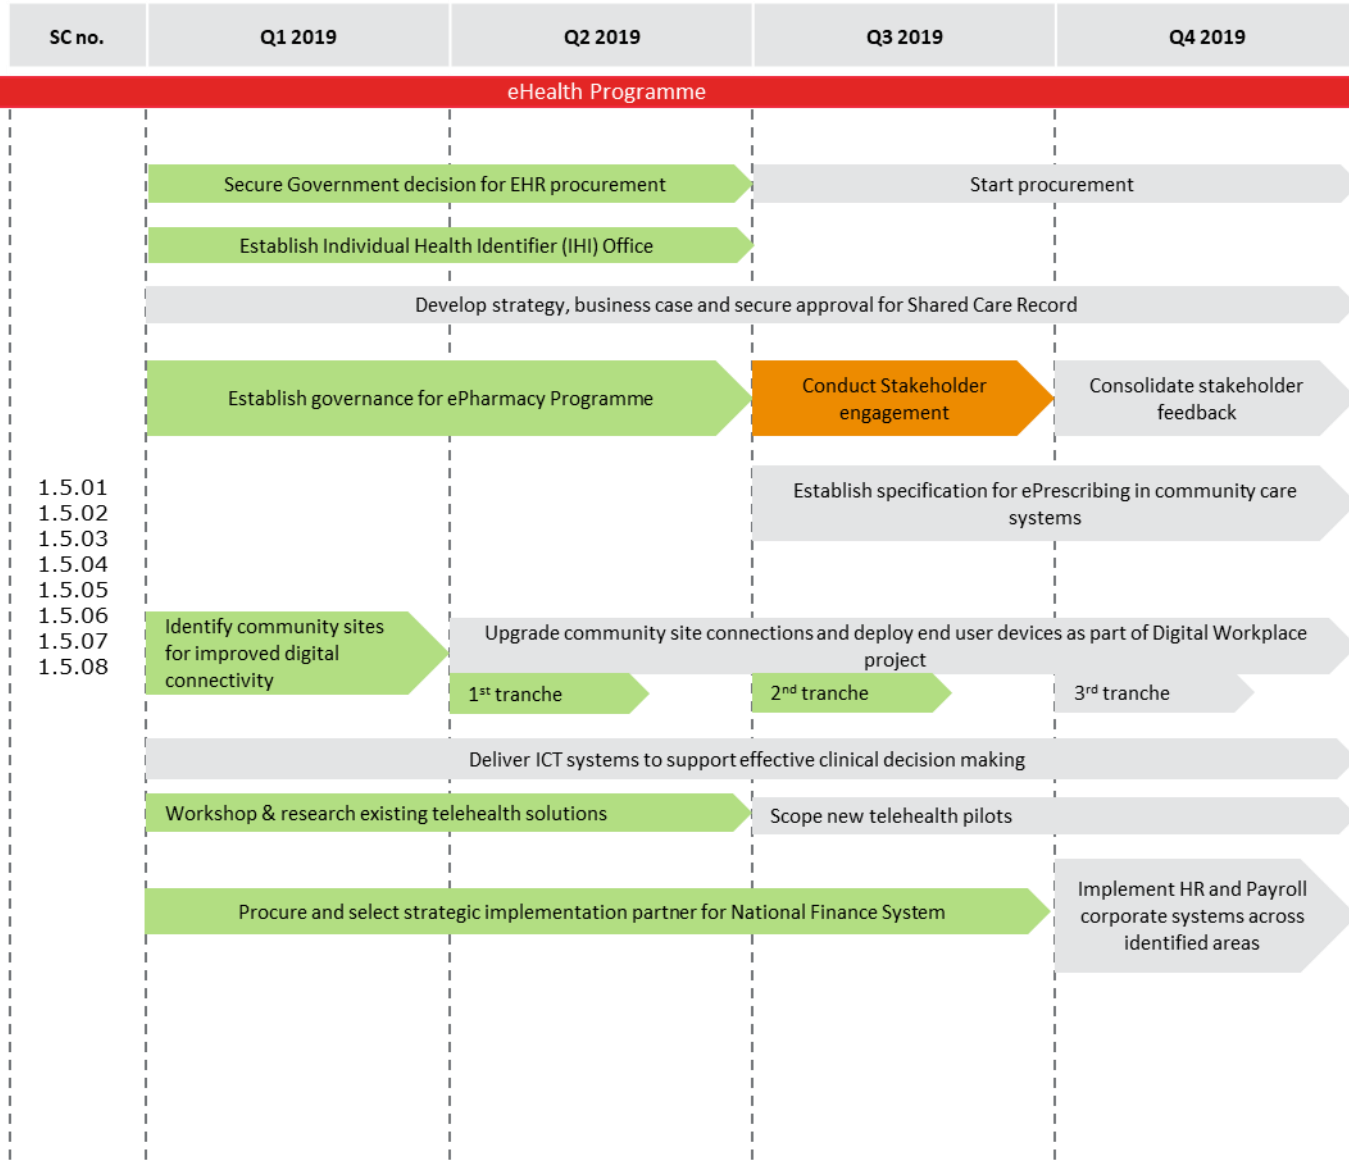 SC no.
Q1 2019
Q2 2019
Q3 2019
Q4 2019
eHealth Programme
Secure Government decision for EHR procurement
Start procurement
Establish Individual Health Identifier (IHI) Office
Develop strategy, business case and secure approval for Shared Care Record
Establish governance for ePharmacy Programme
Conduct Stakeholder
engagement
Consolidate stakeholder
feedback
Establish specification for ePrescribing in community care
systems
1.5.01
1.5.02
1.5.03
1.5.04
1.5.05
1.5.06
1.5.07
1.5.08
Identify community sites
for improved digital
connectivity
Upgrade community site connections and deploy end user devices as part of Digital Workplace
project
1st tranche
2nd tranche
3rd tranche
Deliver ICT systems to support effective clinical decision making
Workshop & research existing telehealth solutions
Scope new telehealth pilots
Procure and select strategic implementation partner for National Finance System
Implement HR and Payroll
corporate systems across
identified areas